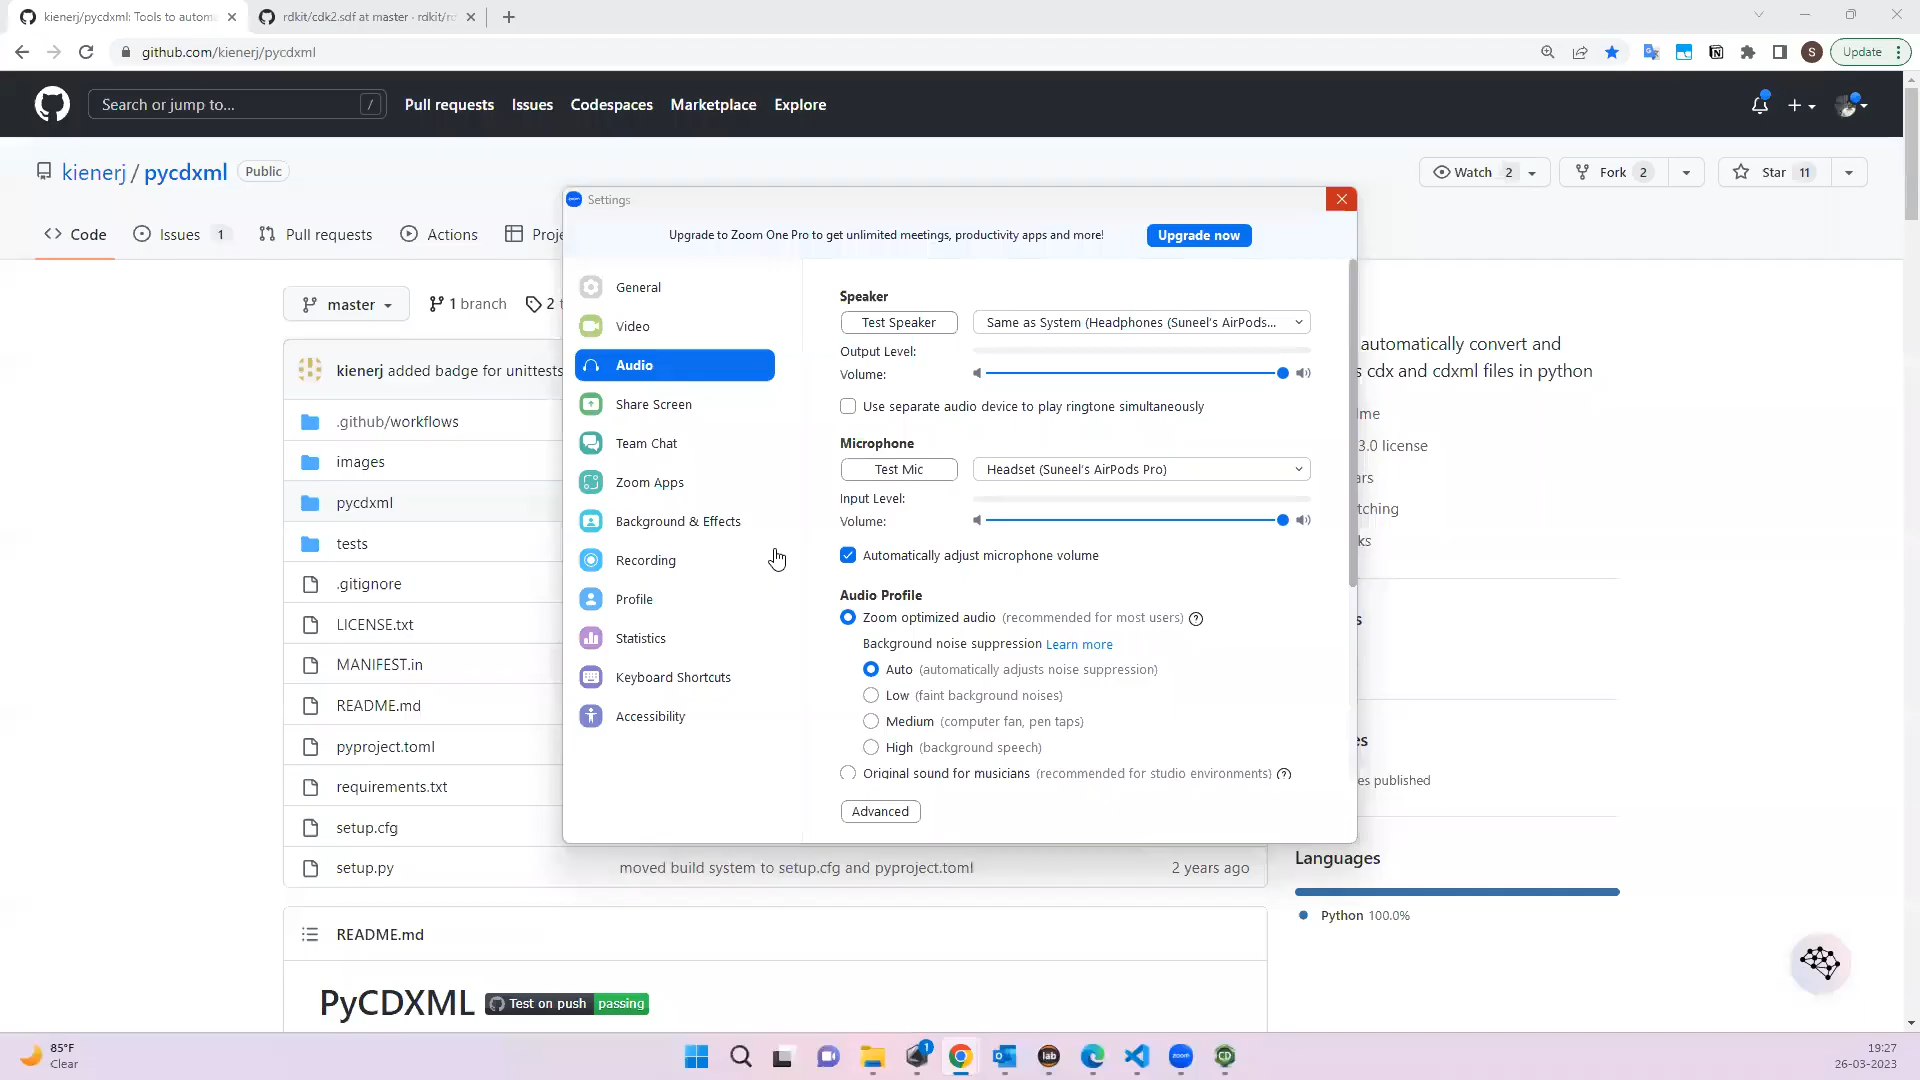 kienerj/pycdxml: Tools to autom
rdkit/cdk2.sdf at master · rdkit/rd
github.com/kienerj/pycdxml
S
Update
Search or jump to...
/
Pull requests
Issues
Codespaces
Marketplace
Explore
kienerj / pycdxml
Public
Watch 2
Fork 2
Star 11
Code
Issues 1
Pull requests
Actions
Proje
master
1 branch
2 t
kienerj added badge for unittests
.github/workflows
images
pycdxml
tests
.gitignore
LICENSE.txt
MANIFEST.in
README.md
pyproject.toml
requirements.txt
setup.cfg
setup.py
moved build system to setup.cfg and pyproject.toml
2 years ago
README.md
PyCDXML
Test on push passing
zoom
Settings
Upgrade to Zoom One Pro to get unlimited meetings, productivity apps and more!
Upgrade now
General
Video
Audio
Share Screen
Team Chat
Zoom Apps
Background & Effects
Recording
Profile
Statistics
Keyboard Shortcuts
Accessibility
Speaker
Test Speaker
Same as System (Headphones (Suneel's AirPods...
Output Level:
Volume:
Use separate audio device to play ringtone simultaneously
Microphone
Test Mic
Headset (Suneel's AirPods Pro)
Input Level:
Volume:
Automatically adjust microphone volume
Audio Profile
Zoom optimized audio (recommended for most users)
Background noise suppression Learn more
Auto (automatically adjusts noise suppression)
Low (faint background noises)
Medium (computer fan, pen taps)
High (background speech)
Original sound for musicians (recommended for studio environments)
Advanced
automatically convert and
s cdx and cdxml files in python
me
3.0 license
ars
tching
ks
s
es
es published
Languages
Python 100.0%
85°F
Clear
1
lab
zoom
CD
19:27
26-03-2023